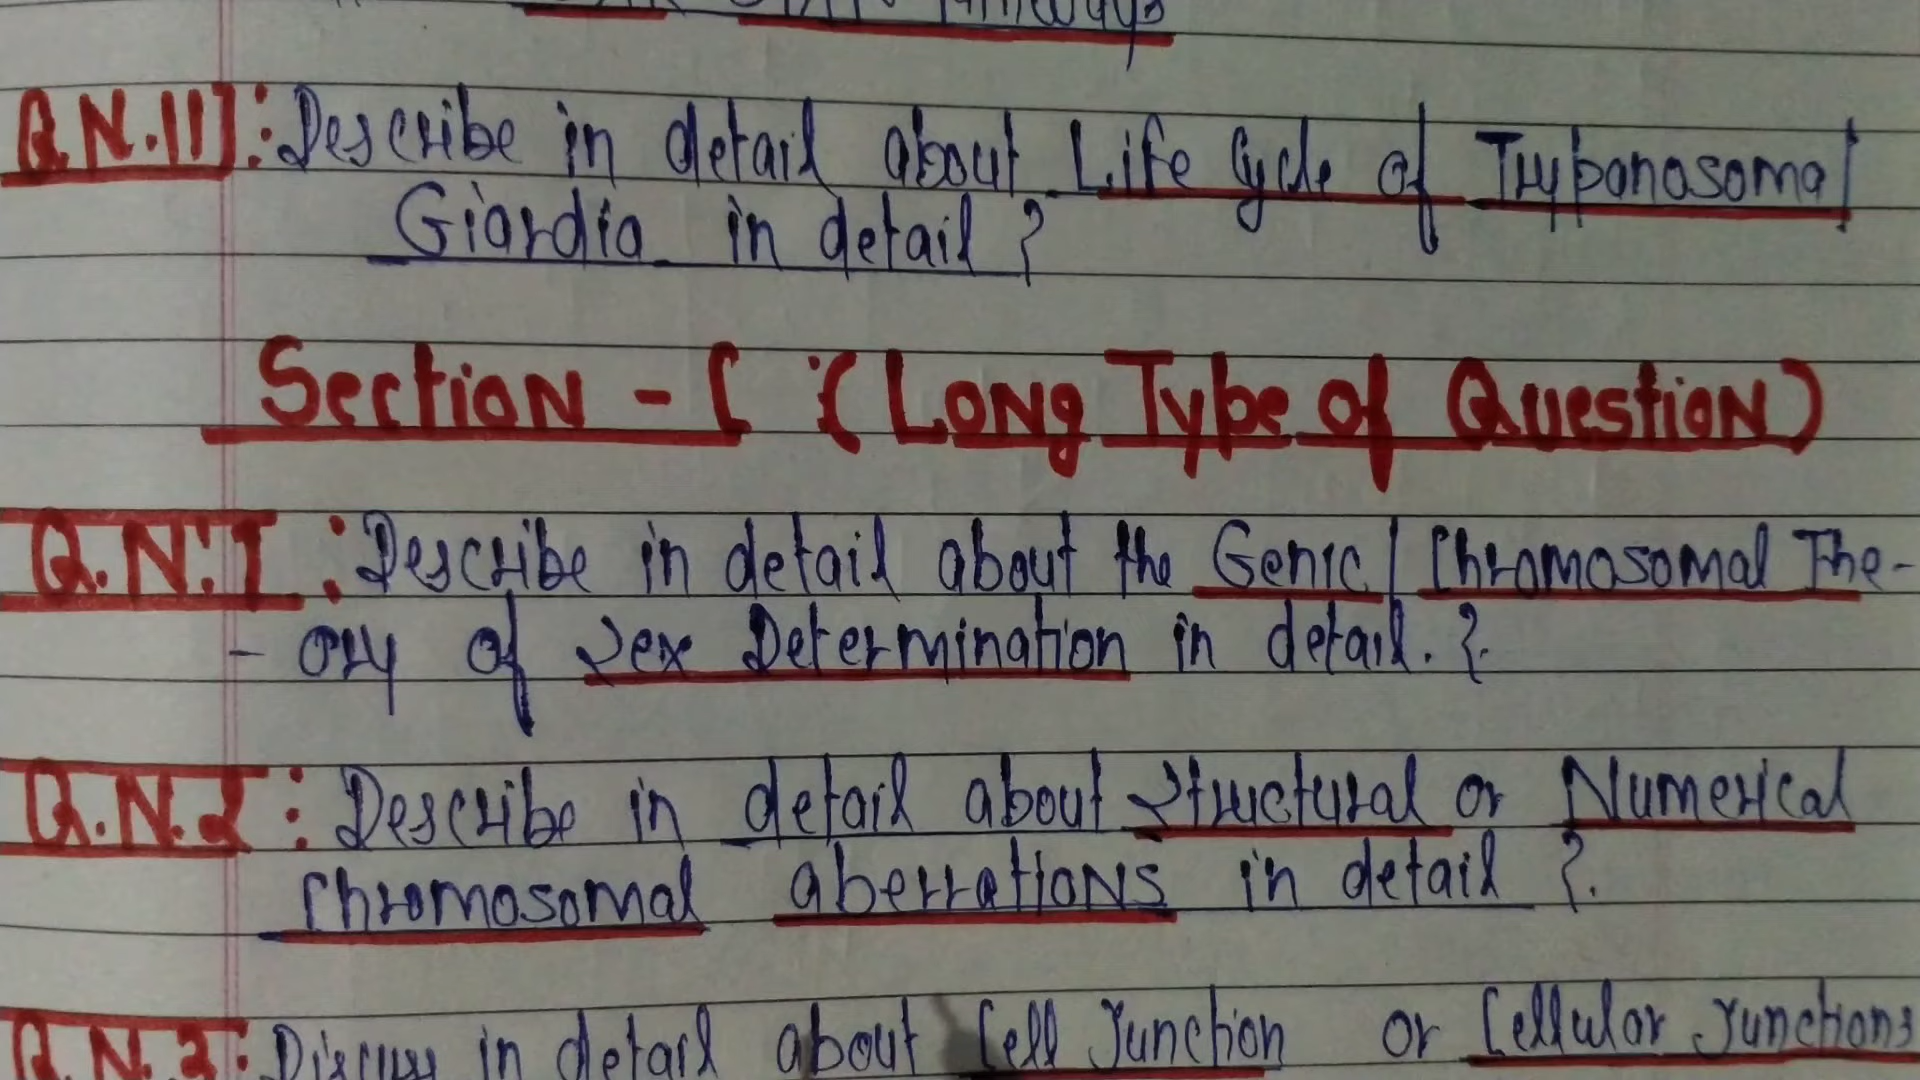 Q.N.11]: Describe in detail about Life Cycle of Trypanosoma/
Giardia in detail ?
Section - C :( Long Type of Question)
Q.N.1 : Describe in detail about the Genic / Chromosomal The-
- ory of Sex Determination in detail. ?
Q.N.2 : Describe in detail about Structural or Numerical
Chromosomal aberrations in detail ?.
Q.N.3: Discuss in detail about Cell Junction or Cellular Junctions